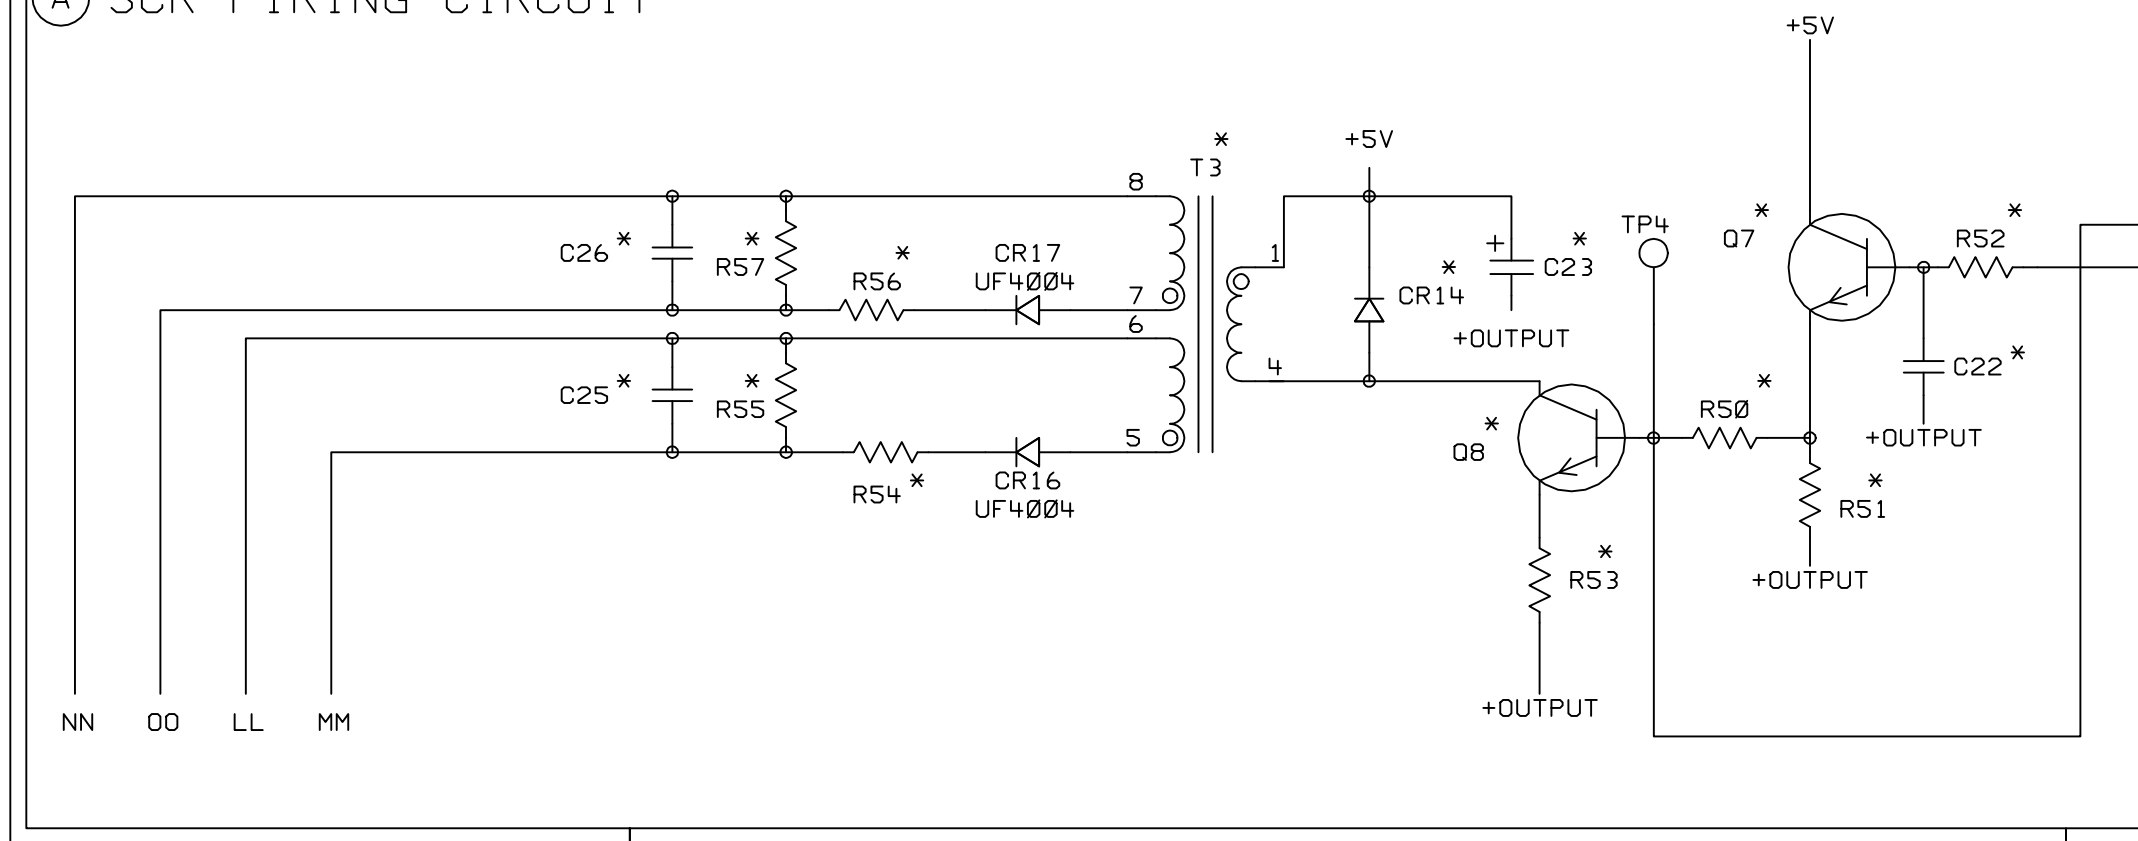 A SCR FIRING CIRCUIT
+5V
+5V
*
T3
8
7
6
5
1
4
C26 *
*
R57
*
R56
CR17
UF4004
C25 *
*
R55
R54 *
CR16
UF4004
*
CR14
+
*
C23
+OUTPUT
TP4
*
Q7
*
R52
C22 *
+OUTPUT
*
R50
*
Q8
*
R51
+OUTPUT
*
R53
+OUTPUT
NN OO LL MM